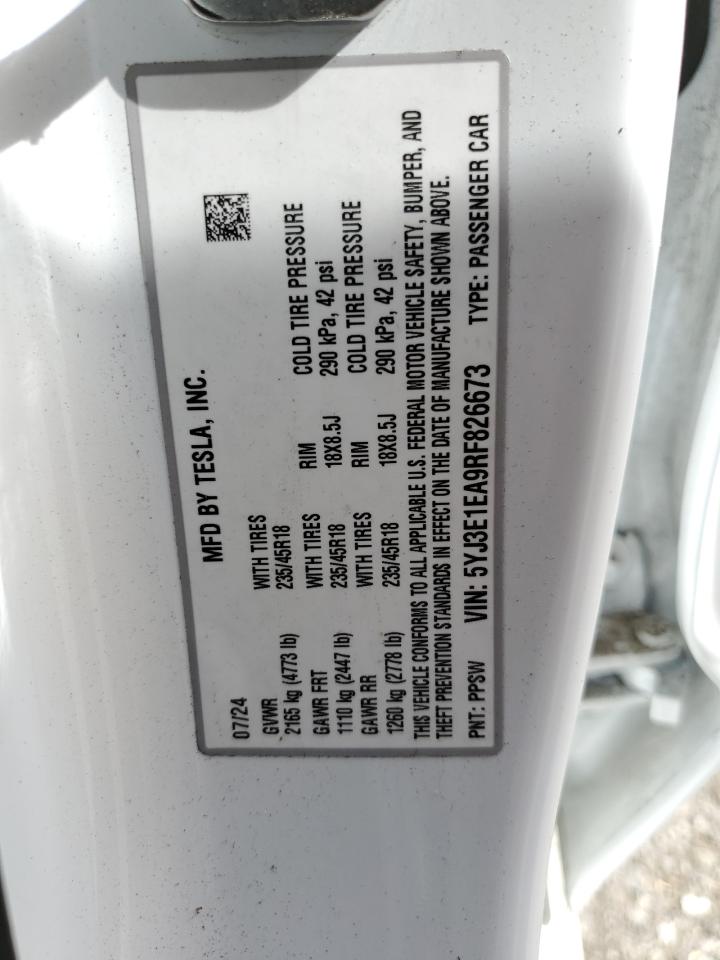 MFD BY TESLA, INC.
07/24
GVWR WITH TIRES
2165 kg (4773 lb) 235/45R18
GAWR FRT WITH TIRES RIM COLD TIRE PRESSURE
1110 kg (2447 lb) 235/45R18 18X8.5J 290 kPa, 42 psi
GAWR RR WITH TIRES RIM COLD TIRE PRESSURE
1260 kg (2778 lb) 235/45R18 18X8.5J 290 kPa, 42 psi
THIS VEHICLE CONFORMS TO ALL APPLICABLE U.S. FEDERAL MOTOR VEHICLE SAFETY, BUMPER, AND
THEFT PREVENTION STANDARDS IN EFFECT ON THE DATE OF MANUFACTURE SHOWN ABOVE.
PNT: PPSW VIN: 5YJ3E1EA9RF826673 TYPE: PASSENGER CAR